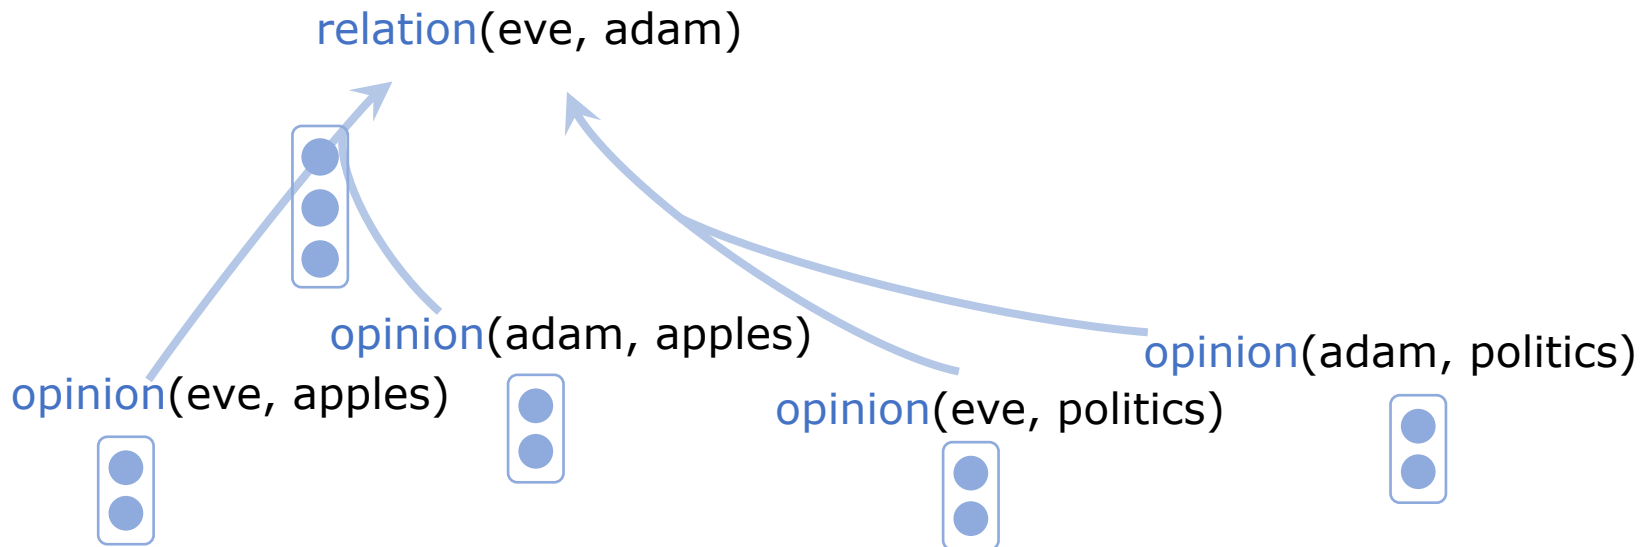 relation(eve, adam)
opinion(adam, apples)
opinion(adam, politics)
opinion(eve, apples)
opinion(eve, politics)